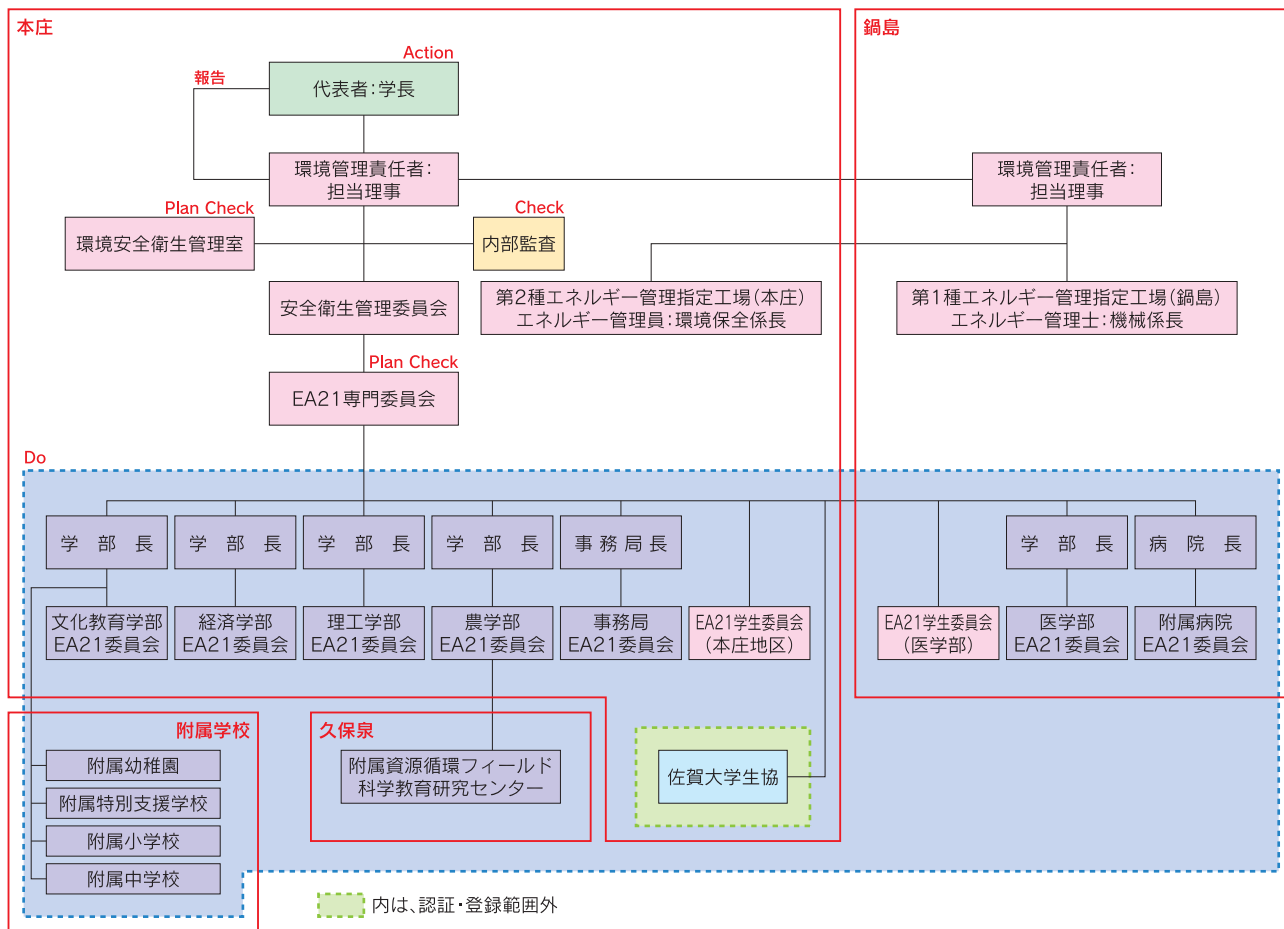 本庄
鍋島
Action
報告
代表者:学長
環境管理責任者:
担当理事
環境管理責任者:
担当理事
Plan Check
Check
環境安全衛生管理室
内部監査
安全衛生管理委員会
第2種エネルギー管理指定工場(本庄)
エネルギー管理員:環境保全係長
第1種エネルギー管理指定工場(鍋島)
エネルギー管理士:機械係長
Plan Check
EA21専門委員会
Do
学部長
学部長
学部長
学部長
事務局長
学部長
病院長
文化教育学部
EA21委員会
経済学部
EA21委員会
理工学部
EA21委員会
農学部
EA21委員会
事務局
EA21委員会
EA21学生委員会
(本庄地区)
EA21学生委員会
(医学部)
医学部
EA21委員会
附属病院
EA21委員会
附属学校
久保泉
附属幼稚園
附属特別支援学校
附属小学校
附属中学校
附属資源循環フィールド
科学教育研究センター
佐賀大学生協
内は、認証・登録範囲外